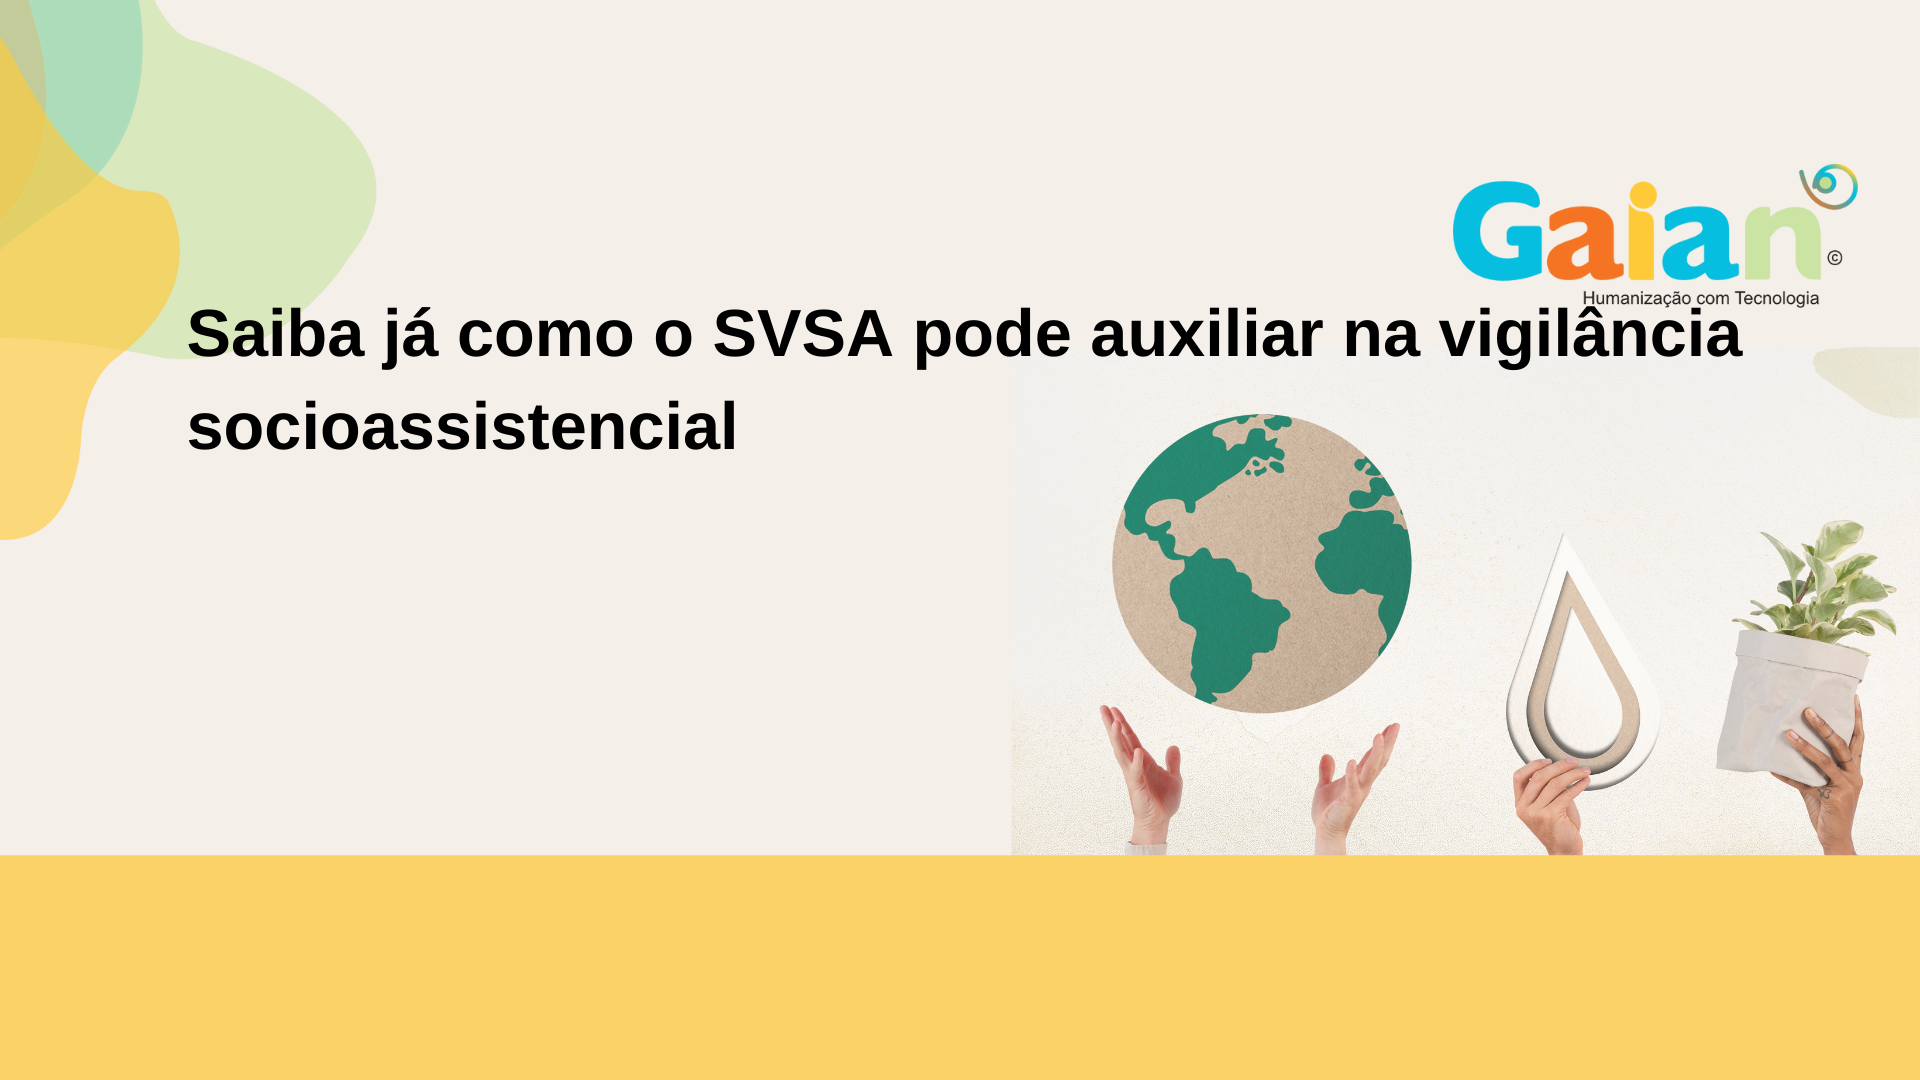 Gaian
©
Humanização com Tecnologia
Saiba já como o SVSA pode auxiliar na vigilância
socioassistencial